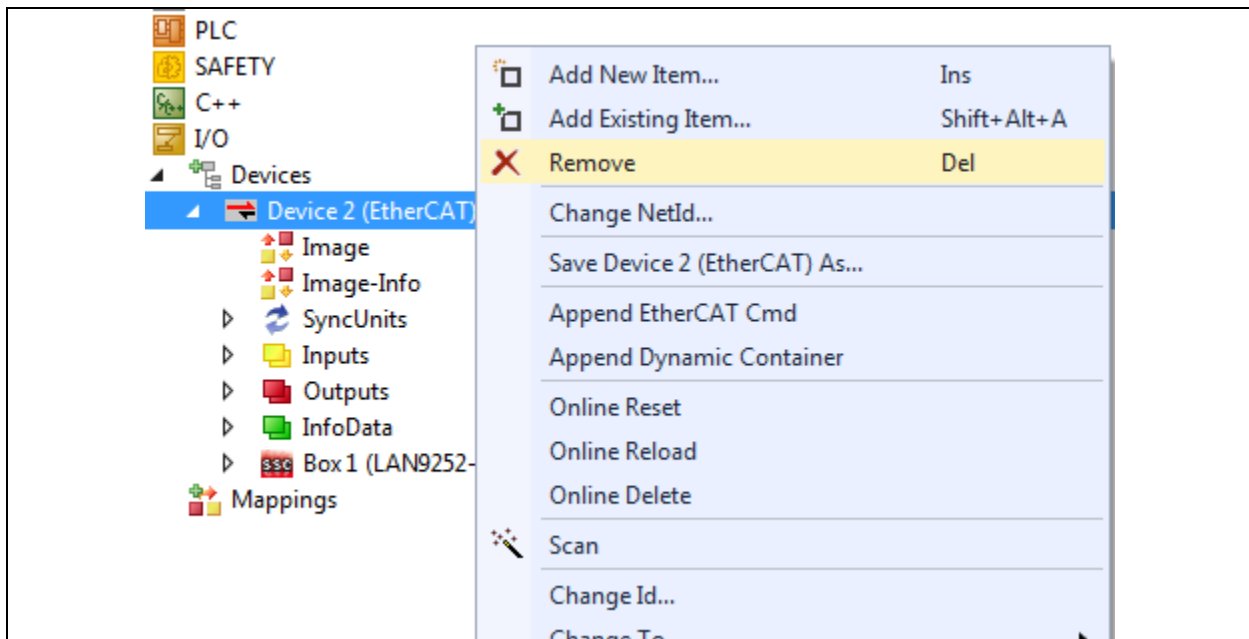 PLC
SAFETY
C++
I/O
Devices
Device 2 (EtherCAT)
Image
Image-Info
SyncUnits
Inputs
Outputs
InfoData
Box 1 (LAN9252-
Mappings
Add New Item... Ins
Add Existing Item... Shift+Alt+A
Remove Del
Change NetId...
Save Device 2 (EtherCAT) As...
Append EtherCAT Cmd
Append Dynamic Container
Online Reset
Online Reload
Online Delete
Scan
Change Id...
Change To